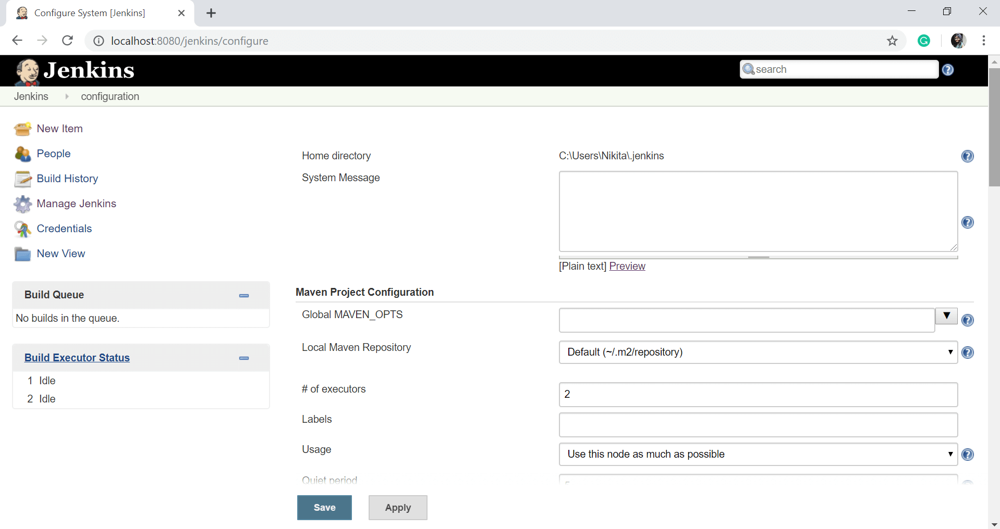 Configure System [Jenkins]
localhost:8080/jenkins/configure
Jenkins
search
Jenkins
configuration
New Item
People
Build History
Manage Jenkins
Credentials
New View
Build Queue
No builds in the queue.
Build Executor Status
1 Idle
2 Idle
Home directory C:\Users\Nikita\.jenkins
System Message
[Plain text] Preview
Maven Project Configuration
Global MAVEN_OPTS
Local Maven Repository Default (~/.m2/repository)
# of executors 2
Labels
Usage Use this node as much as possible
Quiet period
Save Apply